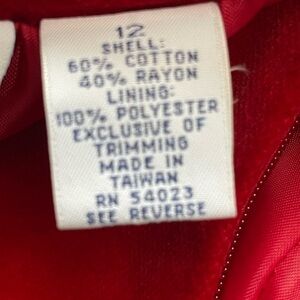 12
SHELL:
60% COTTON
40% RAYON
LINING:
100% POLYESTER
EXCLUSIVE OF
TRIMMING
MADE IN
TAIWAN
RN 54023
SEE REVERSE